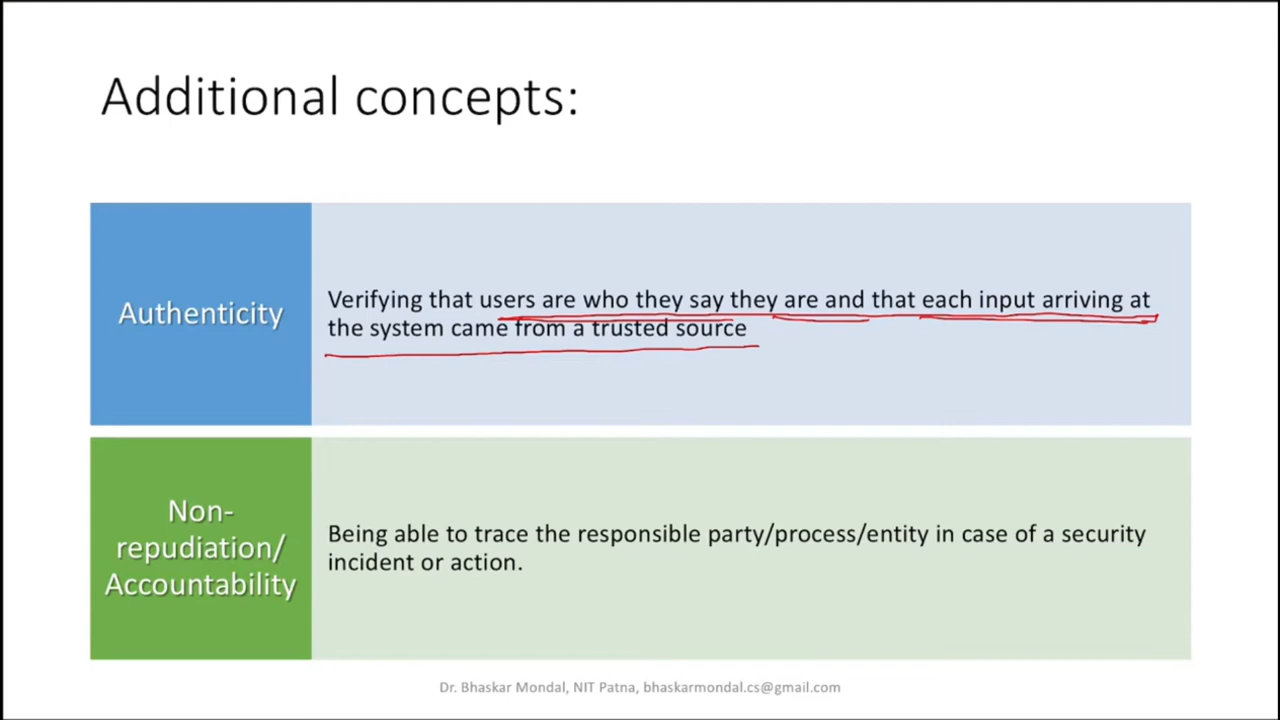 Additional concepts:
Authenticity
Verifying that users are who they say they are and that each input arriving at
the system came from a trusted source
Non-
repudiation/
Accountability
Being able to trace the responsible party/process/entity in case of a security
incident or action.
Dr. Bhaskar Mondal, NIT Patna, bhaskarmondal.cs@gmail.com